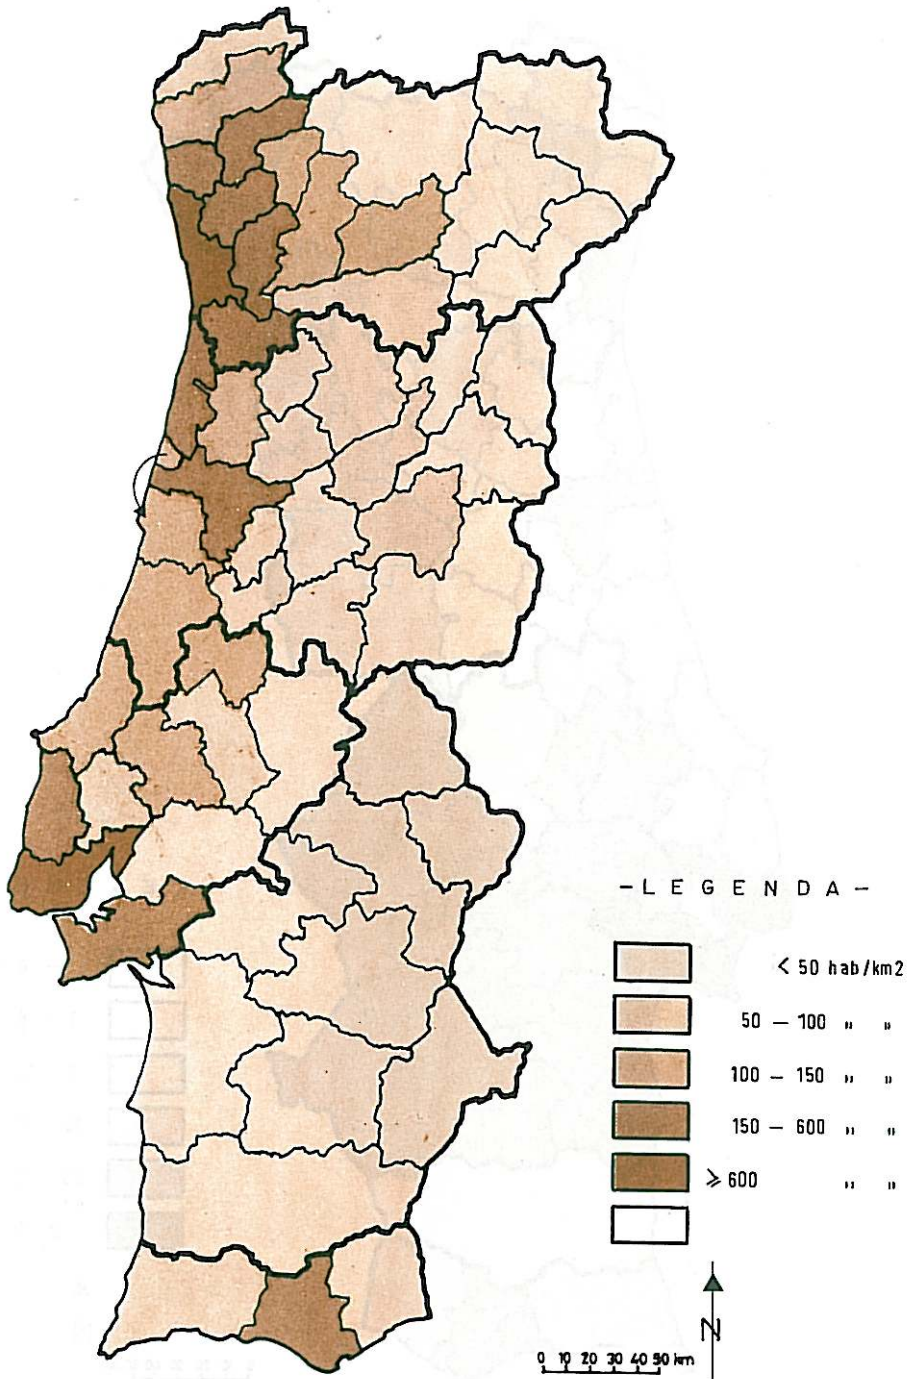 -LEGENDA-
< 50 hab/km2
50 — 100 " "
100 — 150 " "
150 — 600 " "
⩾ 600 " "
N
0 10 20 30 40 50 km